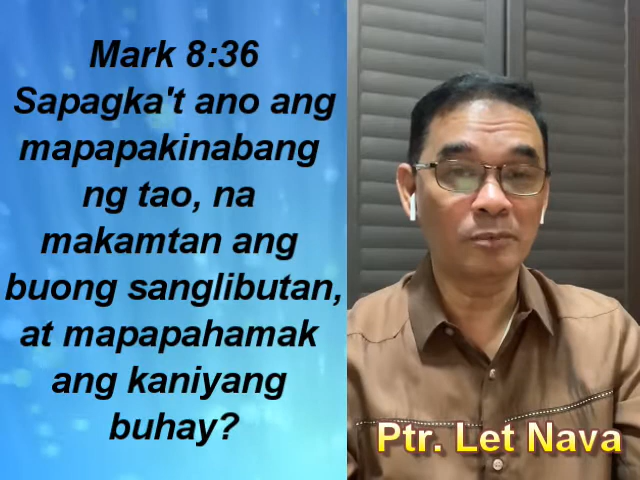 Mark 8:36
Sapagka't ano ang
mapapakinabang
ng tao, na
makamtan ang
buong sanglibutan,
at mapapahamak
ang kaniyang
buhay?
Ptr. Let Nava